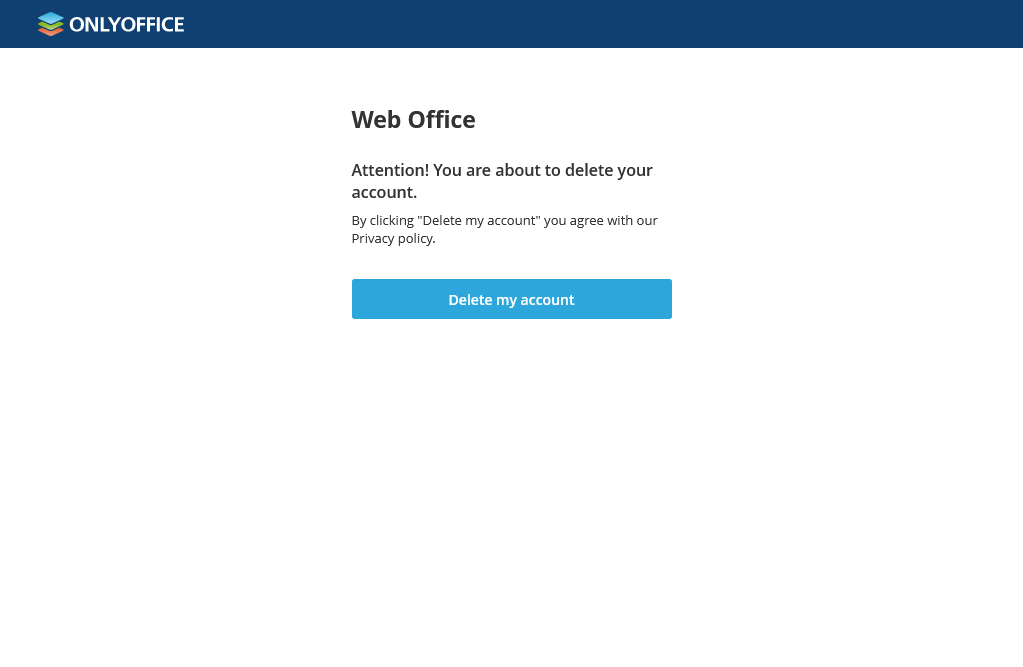 ONLYOFFICE
Web Office
Attention! You are about to delete your
account.
By clicking "Delete my account" you agree with our
Privacy policy.
Delete my account